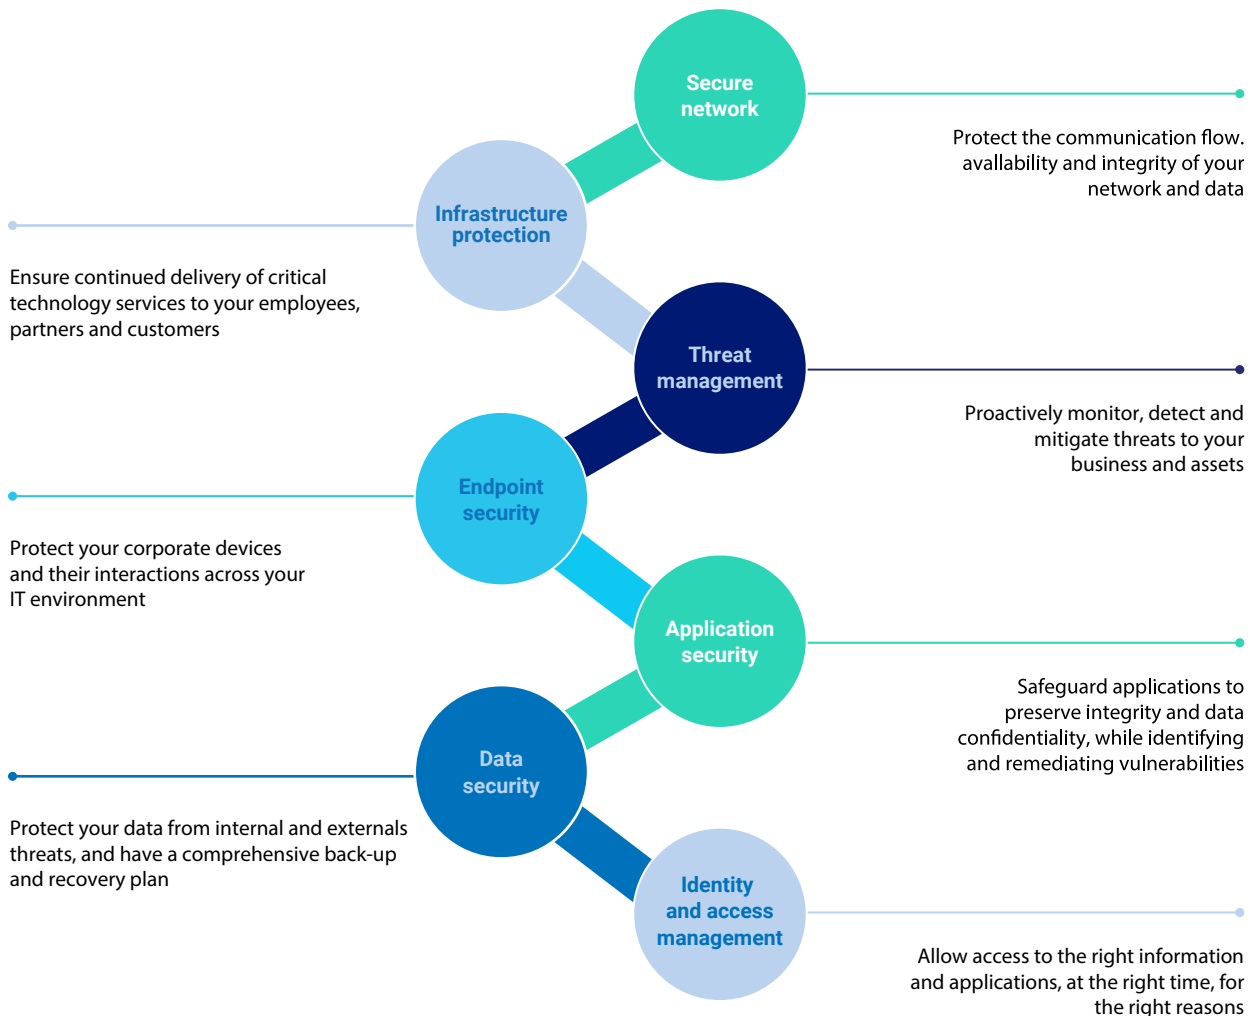 Secure
network
Protect the communication flow.
avallability and integrity of your
network and data
Infrastructure
protection
Ensure continued delivery of critical
technology services to your employees,
partners and customers
Threat
management
Proactively monitor, detect and
mitigate threats to your
business and assets
Endpoint
security
Protect your corporate devices
and their interactions across your
IT environment
Application
security
Safeguard applications to
preserve integrity and data
confidentiality, while identifying
and remediating vulnerabilities
Data
security
Protect your data from internal and externals
threats, and have a comprehensive back-up
and recovery plan
Identity
and access
management
Allow access to the right information
and applications, at the right time, for
the right reasons